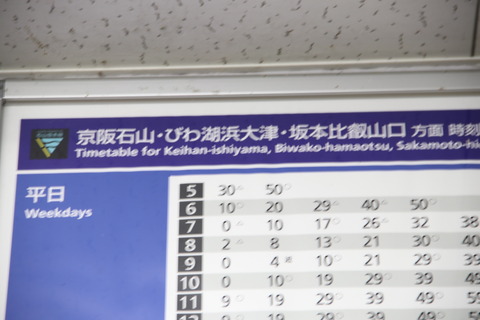 京阪石山・びわ湖浜大津・坂本比叡山口 方面 時刻
Timetable for Keihan-ishiyama, Biwako-hamaotsu, Sakamoto-hi
平日
Weekdays
5 30 50
6 10 20 29 40 50
7 0 10 17 26 32 38
8 2 8 13 21 30 40
9 0 4 10 21 29 39
10 0 10 19 29 39 49
11 9 19 29 39 49 59